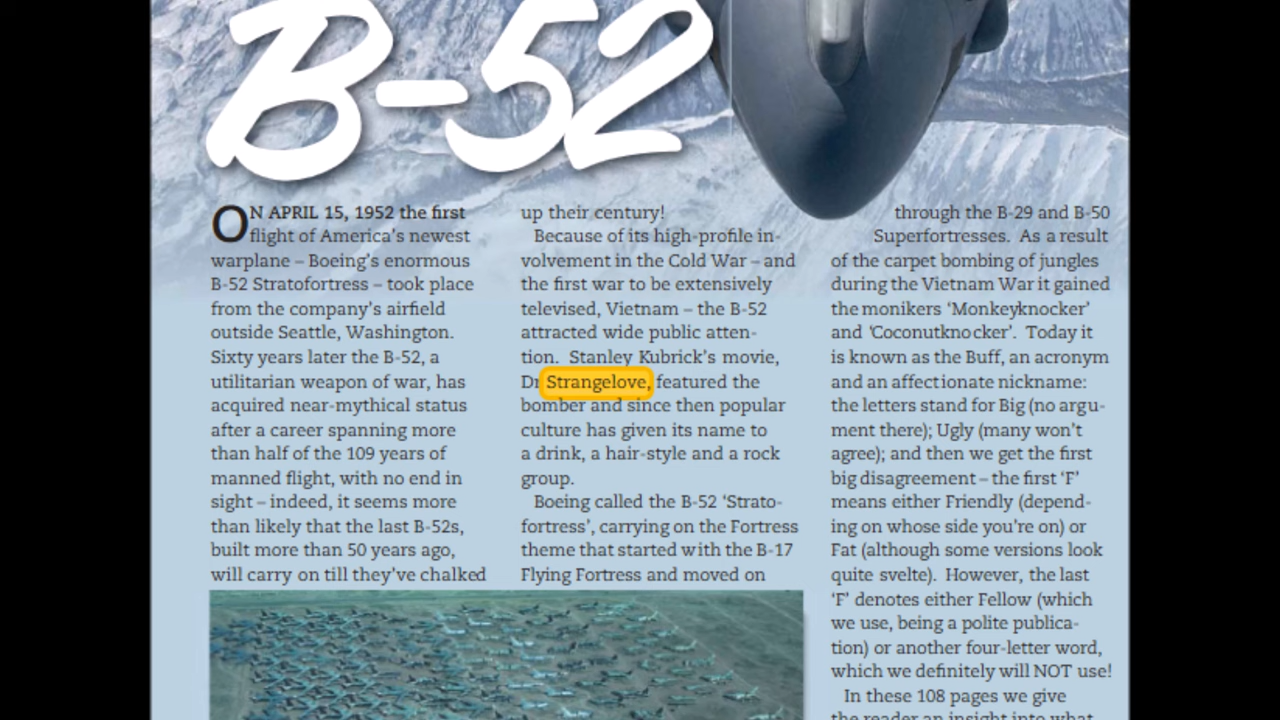 B-52
ON APRIL 15, 1952 the first
flight of America's newest
warplane – Boeing's enormous
B-52 Stratofortress – took place
from the company's airfield
outside Seattle, Washington.
Sixty years later the B-52, a
utilitarian weapon of war, has
acquired near-mythical status
after a career spanning more
than half of the 109 years of
manned flight, with no end in
sight – indeed, it seems more
than likely that the last B-52s,
built more than 50 years ago,
will carry on till they've chalked
up their century!
Because of its high-profile in-
volvement in the Cold War – and
the first war to be extensively
televised, Vietnam – the B-52
attracted wide public atten-
tion. Stanley Kubrick's movie,
Dr Strangelove, featured the
bomber and since then popular
culture has given its name to
a drink, a hair-style and a rock
group.
Boeing called the B-52 'Strato-
fortress', carrying on the Fortress
theme that started with the B-17
Flying Fortress and moved on
through the B-29 and B-50
Superfortresses. As a result
of the carpet bombing of jungles
during the Vietnam War it gained
the monikers 'Monkeyknocker'
and 'Coconutknocker'. Today it
is known as the Buff, an acronym
and an affectionate nickname:
the letters stand for Big (no argu-
ment there); Ugly (many won't
agree); and then we get the first
big disagreement – the first 'F'
means either Friendly (depend-
ing on whose side you're on) or
Fat (although some versions look
quite svelte). However, the last
'F' denotes either Fellow (which
we use, being a polite publica-
tion) or another four-letter word,
which we definitely will NOT use!
In these 108 pages we give
the reader an insight into what